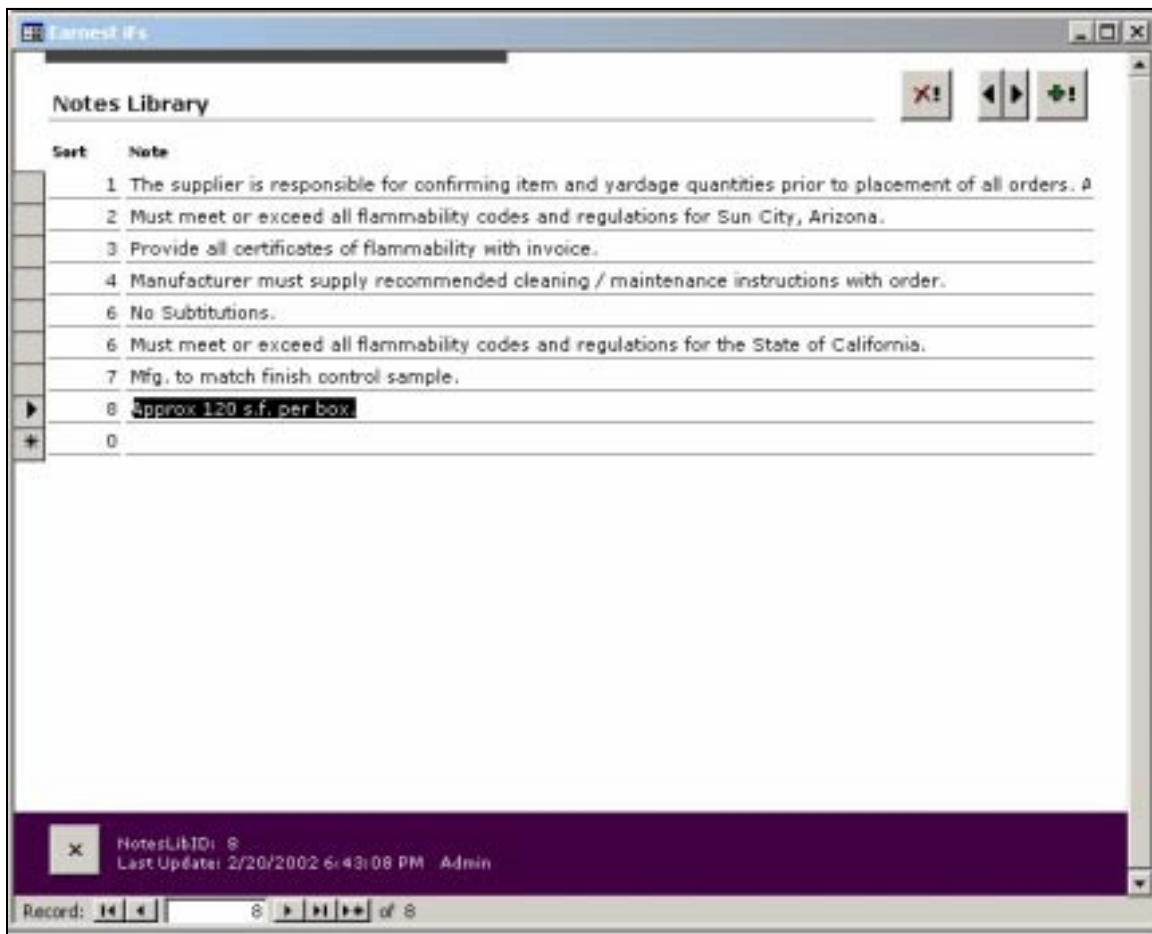 Earnest iFs
Notes Library
Sort Note
1 The supplier is responsible for confirming item and yardage quantities prior to placement of all orders. A
2 Must meet or exceed all flammability codes and regulations for Sun City, Arizona.
3 Provide all certificates of flammability with invoice.
4 Manufacturer must supply recommended cleaning / maintenance instructions with order.
6 No Subtitutions.
6 Must meet or exceed all flammability codes and regulations for the State of California.
7 Mfg. to match finish control sample.
8 Approx 120 s.f. per box.
0
NotesLibID: 8
Last Update: 2/20/2002 6:43:08 PM Admin
Record: 8 of 8